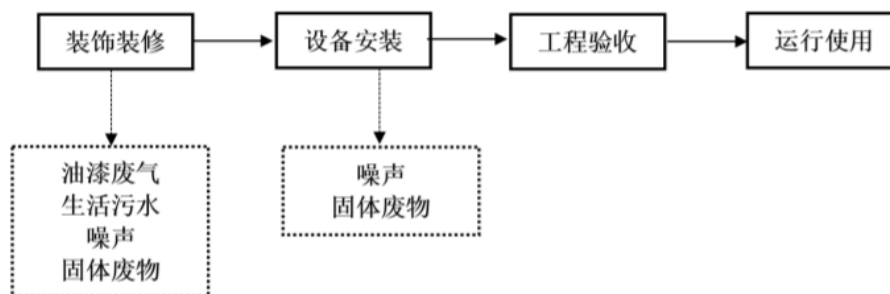 装饰装修
设备安装
工程验收
运行使用
油漆废气
生活污水
噪声
固体废物
噪声
固体废物